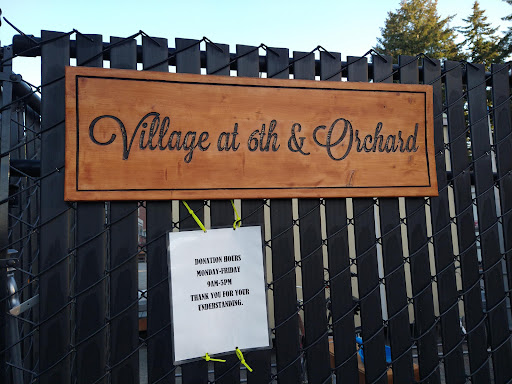 Village at 6th & Orchard
DONATION HOURS
MONDAY-FRIDAY
9AM-5PM
THANK YOU FOR YOUR
UNDERSTANDING.